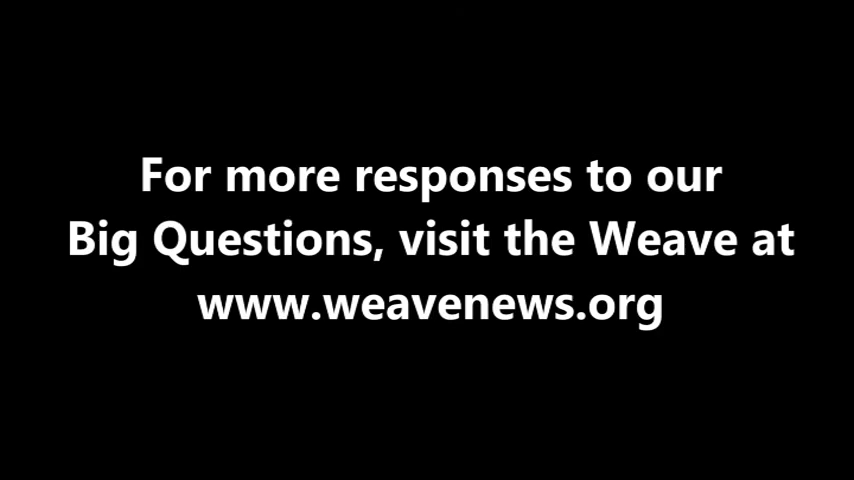 For more responses to our
Big Questions, visit the Weave at
www.weavenews.org